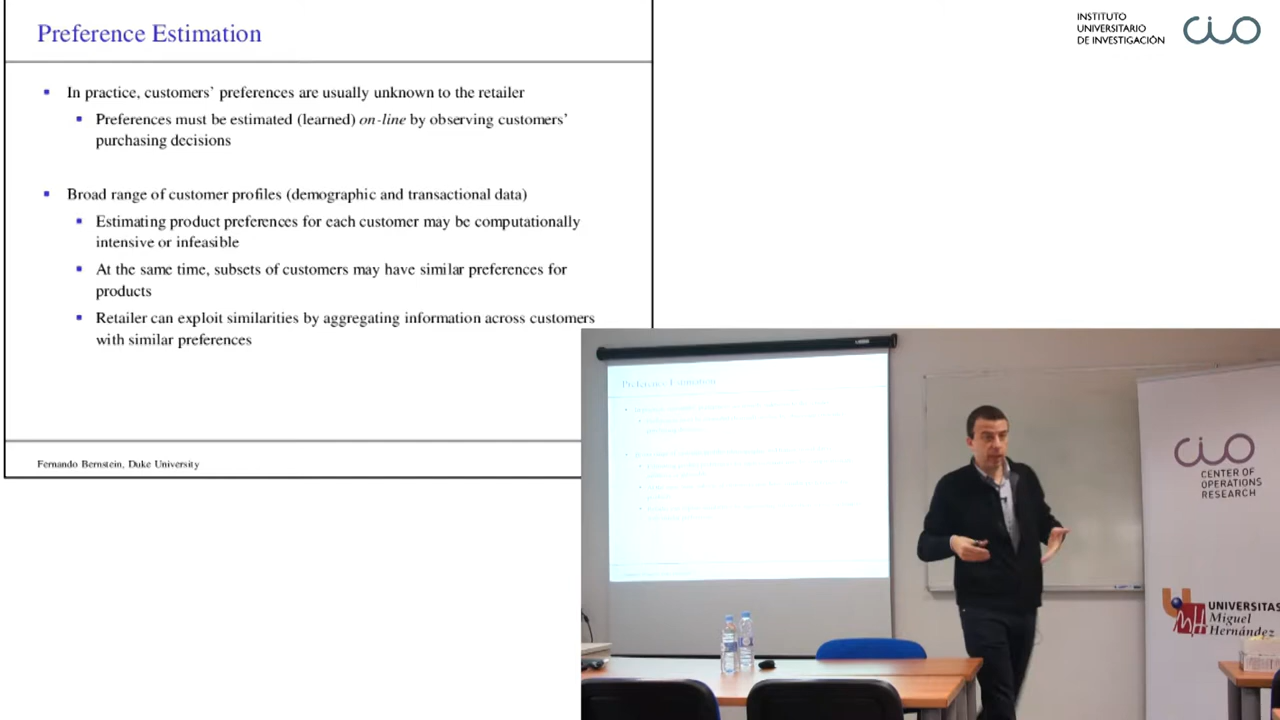 Preference Estimation
INSTITUTO
UNIVERSITARIO
DE INVESTIGACIÓN
CIO
In practice, customers' preferences are usually unknown to the retailer
Preferences must be estimated (learned) on-line by observing customers'
purchasing decisions
Broad range of customer profiles (demographic and transactional data)
Estimating product preferences for each customer may be computationally
intensive or infeasible
At the same time, subsets of customers may have similar preferences for
products
Retailer can exploit similarities by aggregating information across customers
with similar preferences
Fernando Bernstein, Duke University
Preference Estimation
CIO
CENTER OF
OPERATIONS
RESEARCH
UNIVERSITAS
Miguel
Hernández